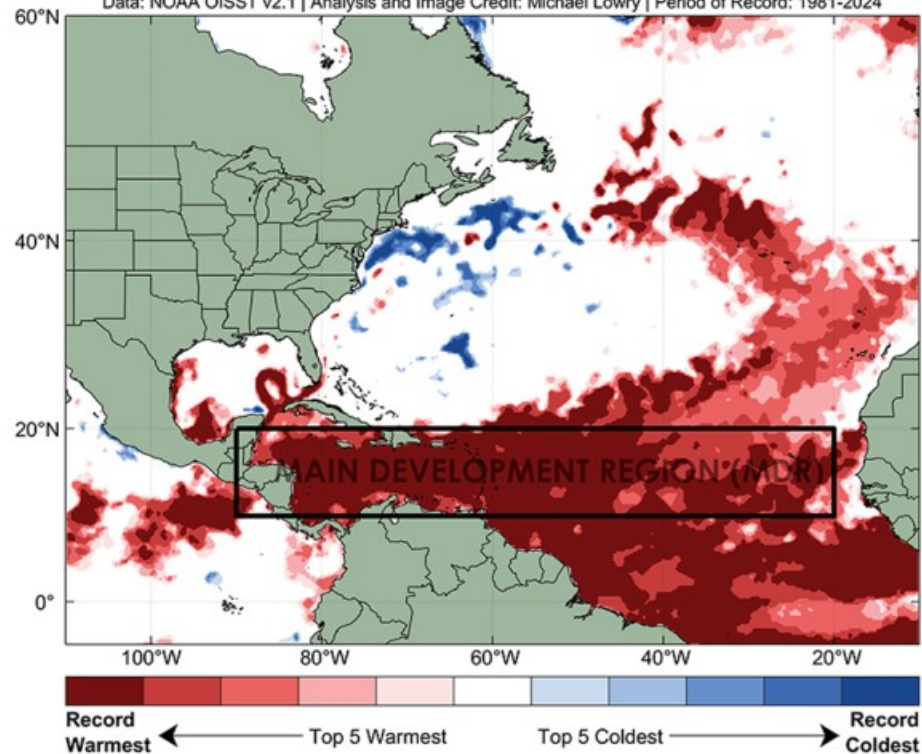 Data: NOAA OISST v2.1 | Analysis and Image Credit: Michael Lowry | Period of Record: 1981-2024
60°N
40°N
20°N
0°
MAIN DEVELOPMENT REGION (MDR)
100°W 80°W 60°W 40°W 20°W
Record Warmest
Top 5 Warmest
Top 5 Coldest
Record Coldest